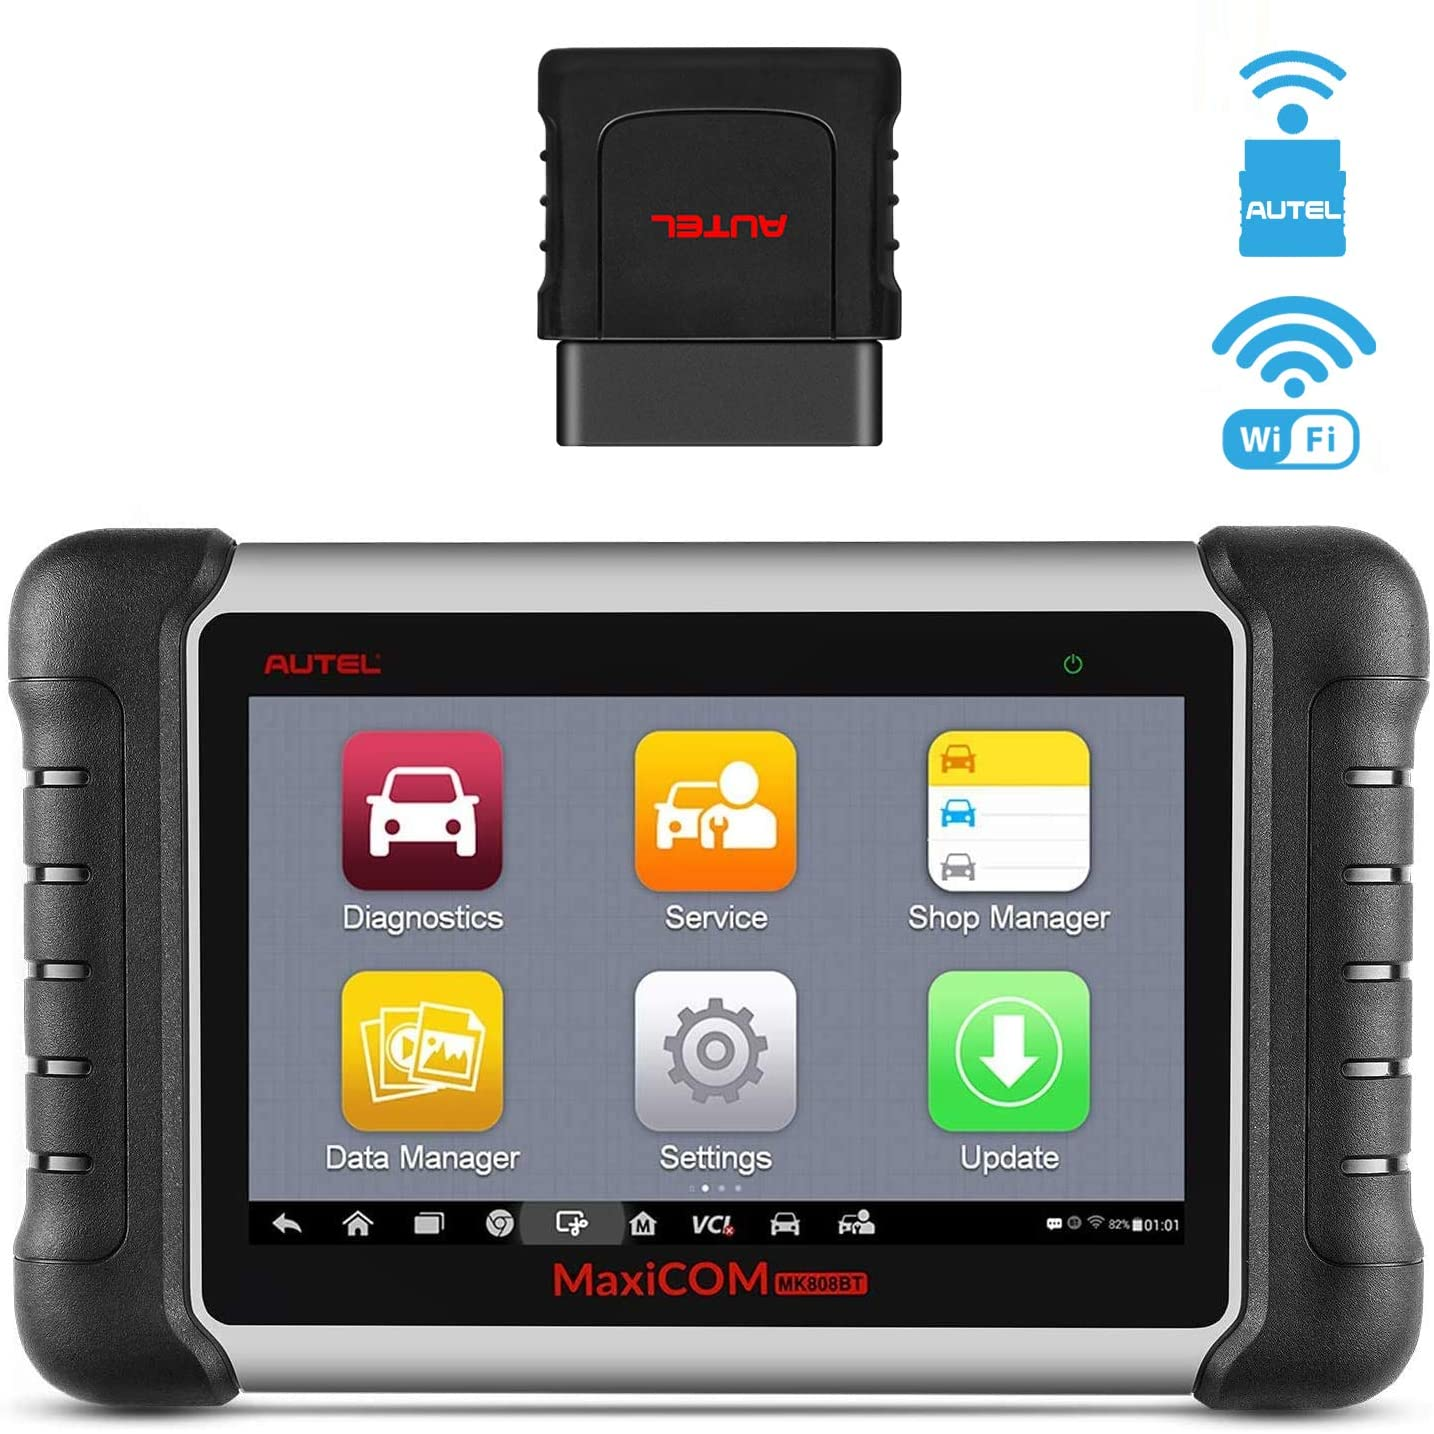 AUTEL
AUTEL
Wi Fi
AUTEL
Diagnostics
Service
Shop Manager
Data Manager
Settings
Update
M
VCI
82%
01:01
MaxiCOM MK808BT